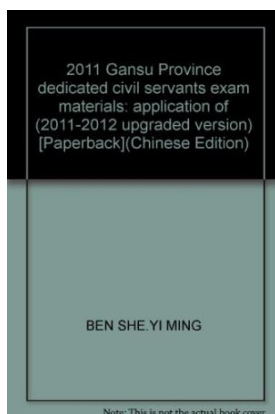 2011 Gansu Province
dedicated civil servants exam
materials: application of
(2011-2012 upgraded version)
[Paperback](Chinese Edition)
BEN SHE.YI MING
Note: This is not the actual book cover